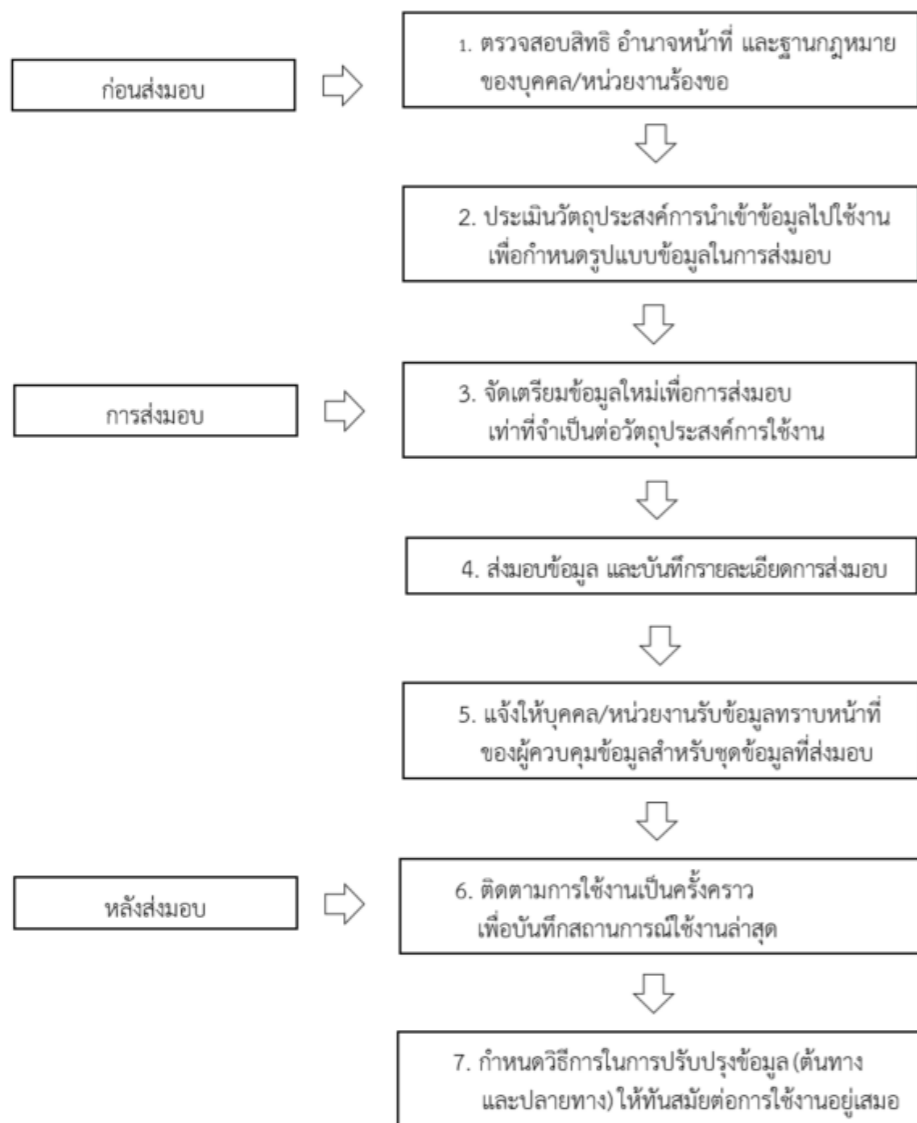 ก่อนส่งมอบ
1. ตรวจสอบสิทธิ อำนาจหน้าที่ และฐานกฎหมาย
ของบุคคล/หน่วยงานร้องขอ
2. ประเมินวัตถุประสงค์การนำเข้าข้อมูลไปใช้งาน
เพื่อกำหนดรูปแบบข้อมูลในการส่งมอบ
การส่งมอบ
3. จัดเตรียมข้อมูลใหม่เพื่อการส่งมอบ
เท่าที่จำเป็นต่อวัตถุประสงค์การใช้งาน
4. ส่งมอบข้อมูล และบันทึกรายละเอียดการส่งมอบ
5. แจ้งให้บุคคล/หน่วยงานรับข้อมูลทราบหน้าที่
ของผู้ควบคุมข้อมูลสำหรับชุดข้อมูลที่ส่งมอบ
หลังส่งมอบ
6. ติดตามการใช้งานเป็นครั้งคราว
เพื่อบันทึกสถานการณ์ใช้งานล่าสุด
7. กำหนดวิธีการในการปรับปรุงข้อมูล (ต้นทาง
และปลายทาง) ให้ทันสมัยต่อการใช้งานอยู่เสมอ